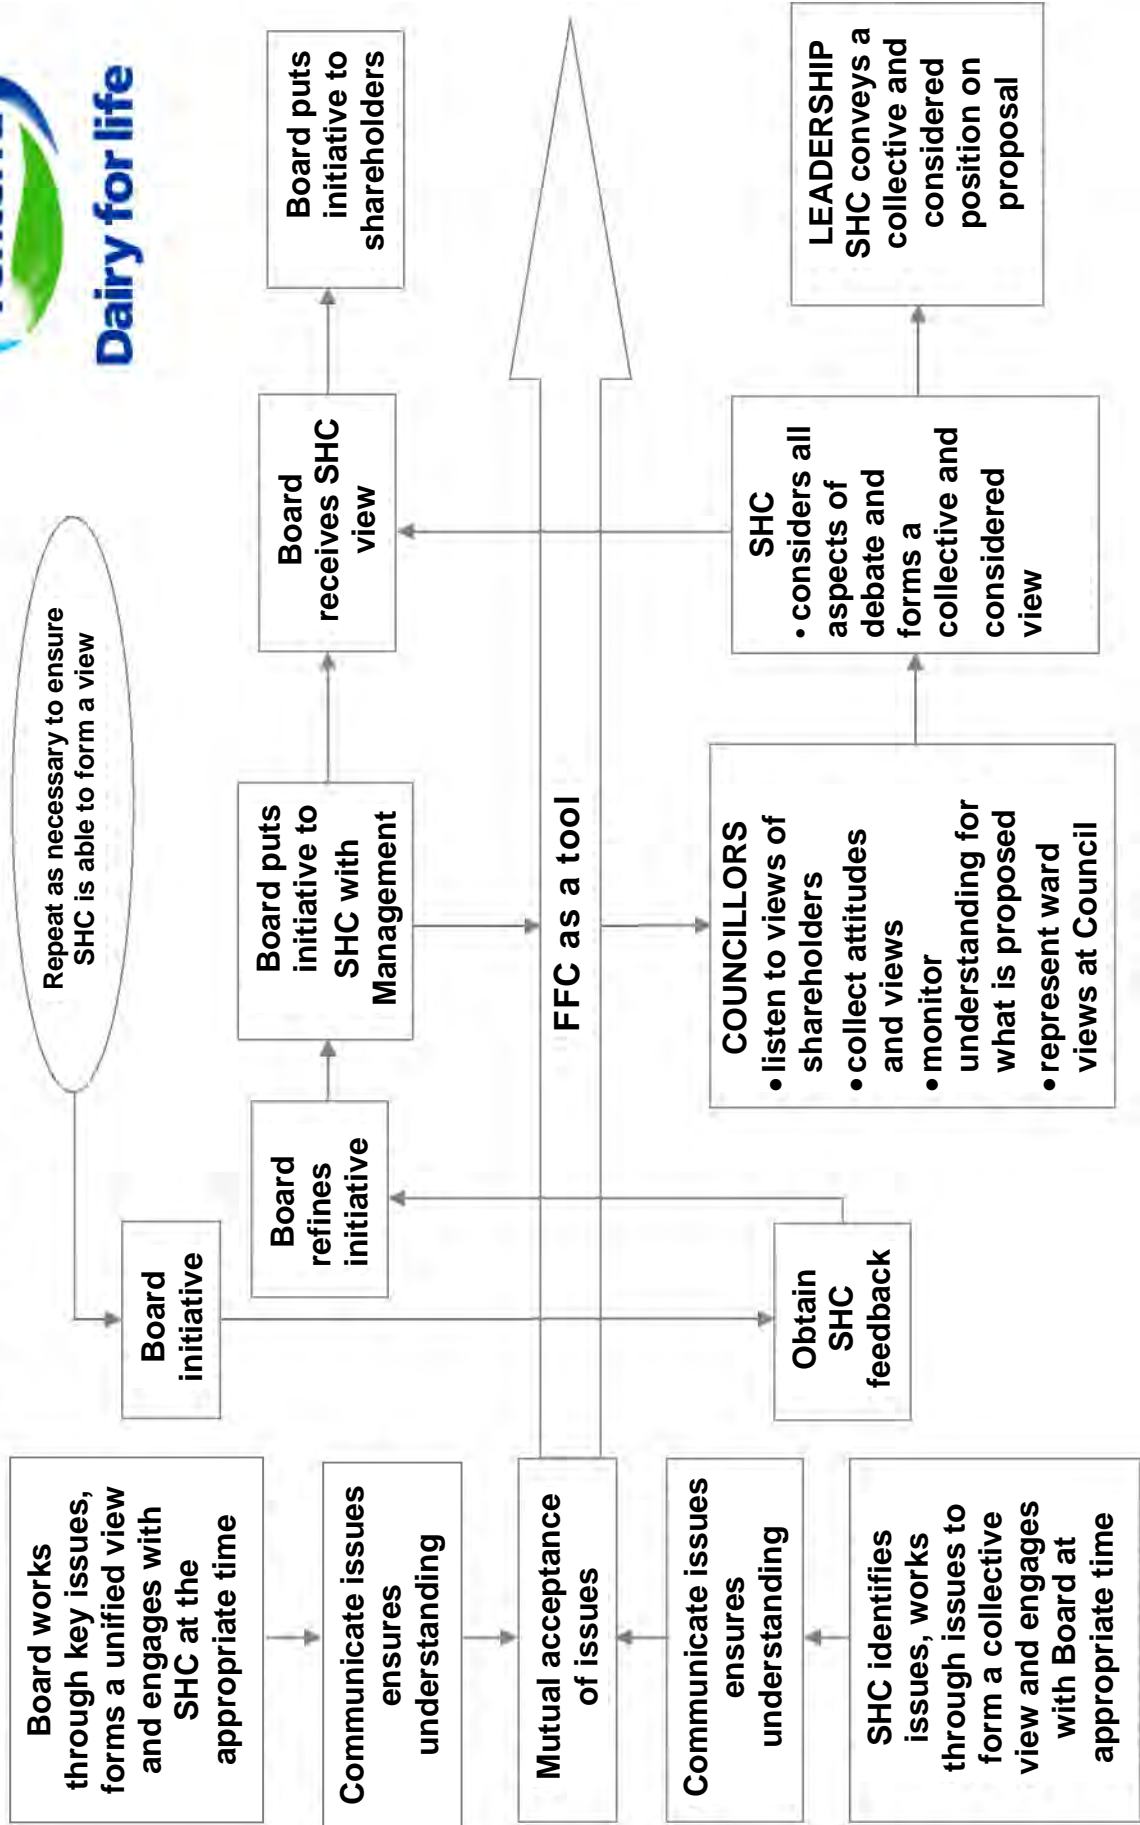 Dairy for life
Repeat as necessary to ensure
SHC is able to form a view
Board works
through key issues,
forms a unified view
and engages with
SHC at the
appropriate time
Communicate issues
ensures
understanding
Mutual acceptance
of issues
Communicate issues
ensures
understanding
SHC identifies
issues, works
through issues to
form a collective
view and engages
with Board at
appropriate time
Board
initiative
Obtain
SHC
feedback
Board
refines
initiative
Board puts
initiative to
SHC with
Management
Board
receives SHC
view
Board puts
initiative to
shareholders
FFC as a tool
COUNCILLORS
•listen to views of
shareholders
•collect attitudes
and views
•monitor
understanding for
what is proposed
•represent ward
views at Council
SHC
• considers all
aspects of
debate and
forms a
collective and
considered
view
LEADERSHIP
SHC conveys a
collective and
considered
position on
proposal